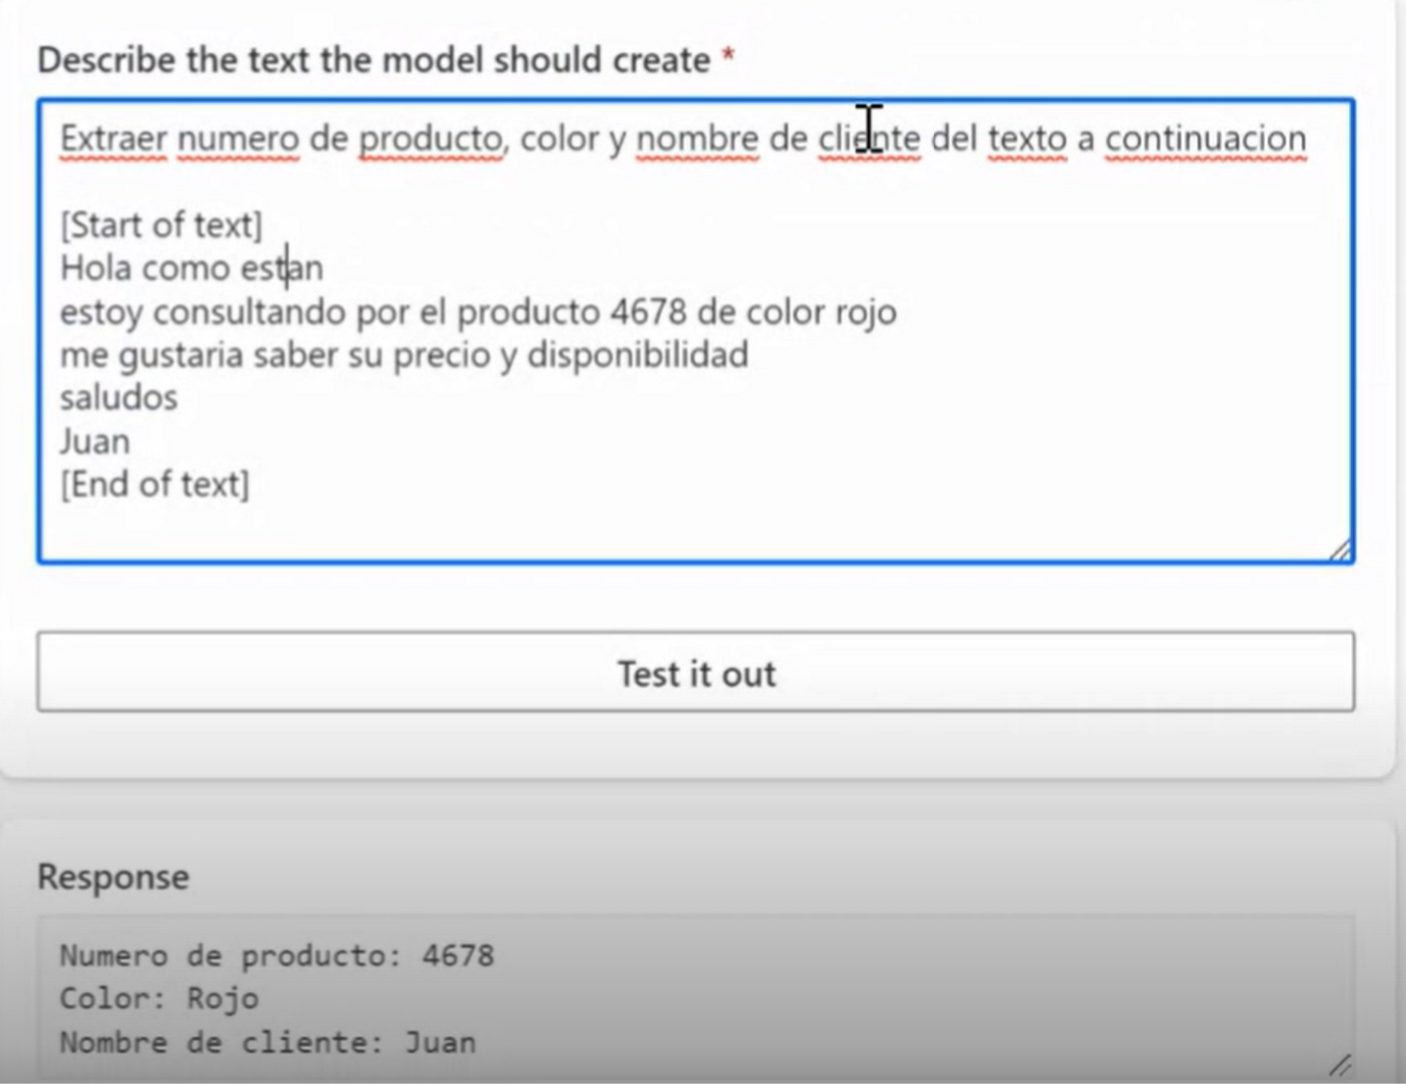 Describe the text the model should create *
Extraer numero de producto, color y nombre de cliente del texto a continuacion
[Start of text]
Hola como estan
estoy consultando por el producto 4678 de color rojo
me gustaria saber su precio y disponibilidad
saludos
Juan
[End of text]
Test it out
Response
Numero de producto: 4678
Color: Rojo
Nombre de cliente: Juan